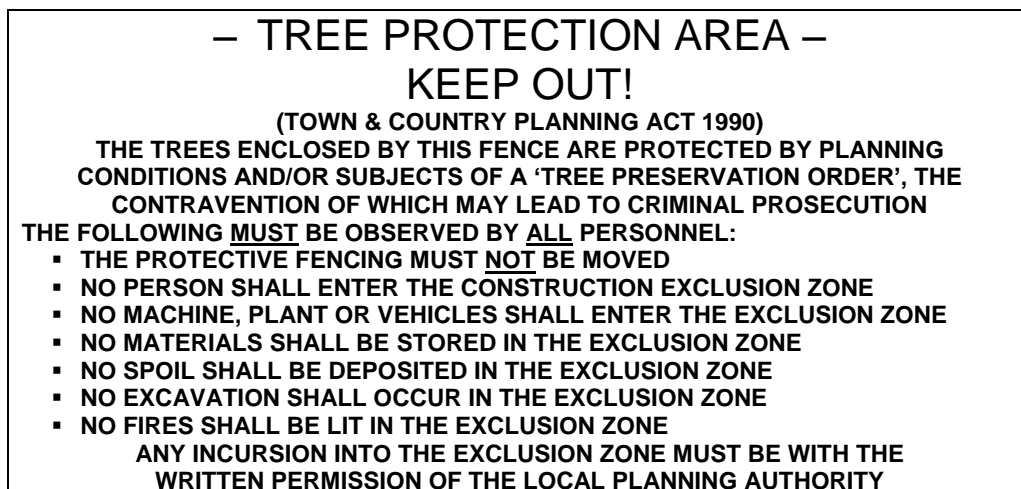 – TREE PROTECTION AREA –
KEEP OUT!
(TOWN & COUNTRY PLANNING ACT 1990)
THE TREES ENCLOSED BY THIS FENCE ARE PROTECTED BY PLANNING
CONDITIONS AND/OR SUBJECTS OF A ‘TREE PRESERVATION ORDER’, THE
CONTRAVENTION OF WHICH MAY LEAD TO CRIMINAL PROSECUTION
THE FOLLOWING MUST BE OBSERVED BY ALL PERSONNEL:
▪ THE PROTECTIVE FENCING MUST NOT BE MOVED
▪ NO PERSON SHALL ENTER THE CONSTRUCTION EXCLUSION ZONE
▪ NO MACHINE, PLANT OR VEHICLES SHALL ENTER THE EXCLUSION ZONE
▪ NO MATERIALS SHALL BE STORED IN THE EXCLUSION ZONE
▪ NO SPOIL SHALL BE DEPOSITED IN THE EXCLUSION ZONE
▪ NO EXCAVATION SHALL OCCUR IN THE EXCLUSION ZONE
▪ NO FIRES SHALL BE LIT IN THE EXCLUSION ZONE
ANY INCURSION INTO THE EXCLUSION ZONE MUST BE WITH THE
WRITTEN PERMISSION OF THE LOCAL PLANNING AUTHORITY